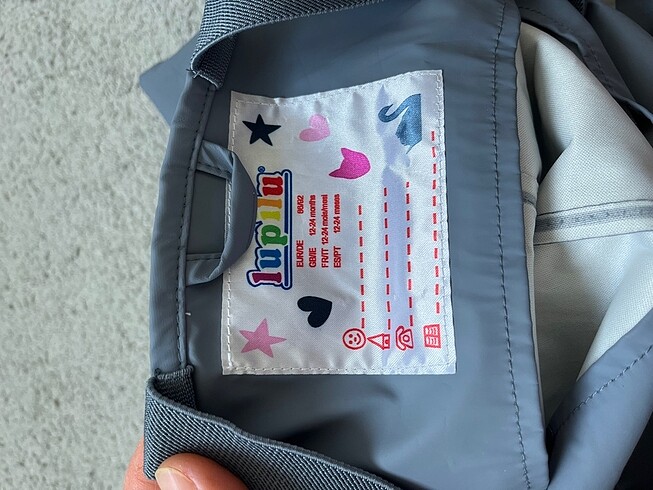 lupilu®
EUR/DE 86/92
GB/IE 12-24 months
FR/IT 12-24 mois/mesi
ES/PT 12-24 meses